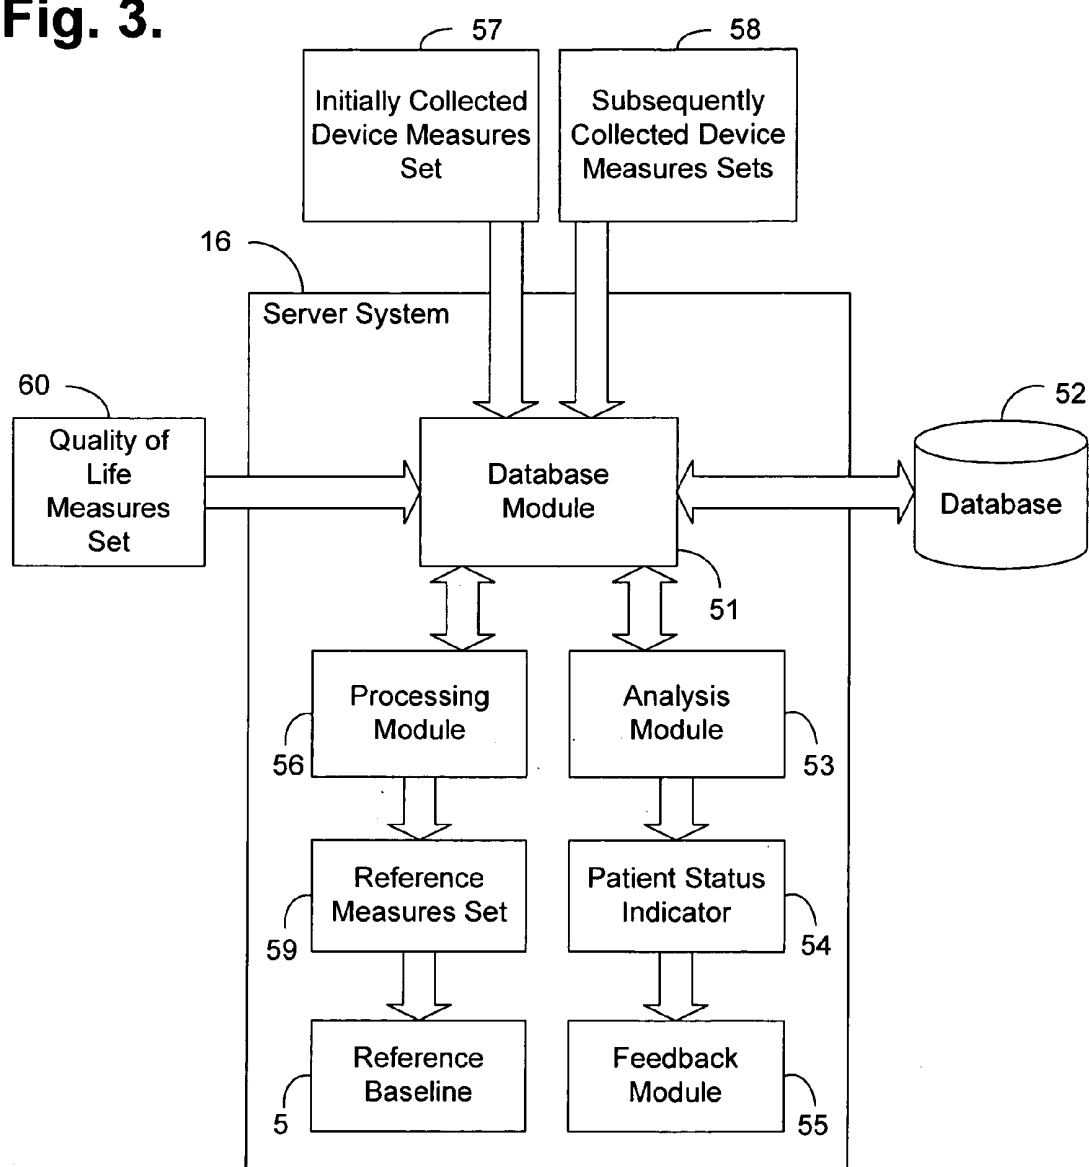 Fig. 3.
57
58
Initially Collected
Device Measures
Set
Subsequently
Collected Device
Measures Sets
16
Server System
60
Quality of
Life
Measures
Set
Database
Module
52
Database
51
Processing
Module
56
Analysis
Module
53
Reference
Measures Set
59
Patient Status
Indicator
54
Reference
Baseline
5
Feedback
Module
55